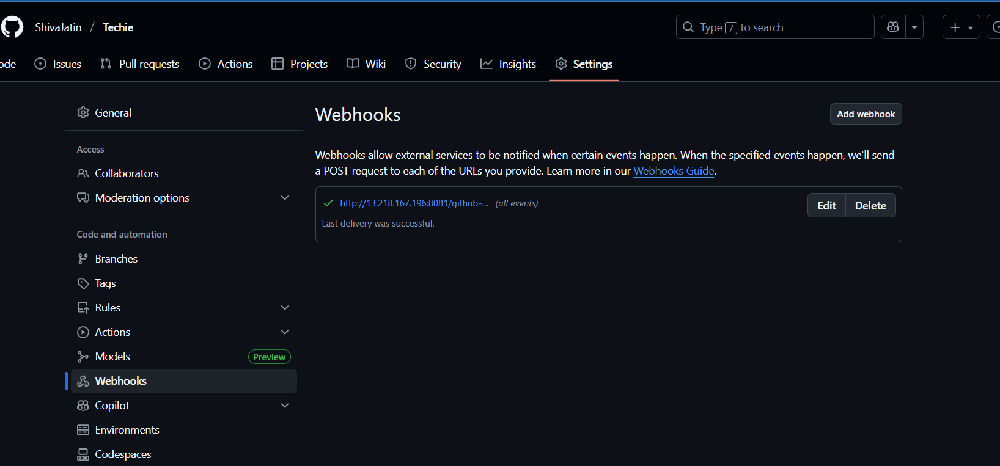 ShivaJatin / Techie
Type / to search
ode Issues Pull requests Actions Projects Wiki Security Insights Settings
General
Access
Collaborators
Moderation options
Code and automation
Branches
Tags
Rules
Actions
Models Preview
Webhooks
Copilot
Environments
Codespaces
Webhooks
Add webhook
Webhooks allow external services to be notified when certain events happen. When the specified events happen, we'll send
a POST request to each of the URLs you provide. Learn more in our Webhooks Guide.
http://13.218.167.196:8081/github-... (all events)
Edit Delete
Last delivery was successful.